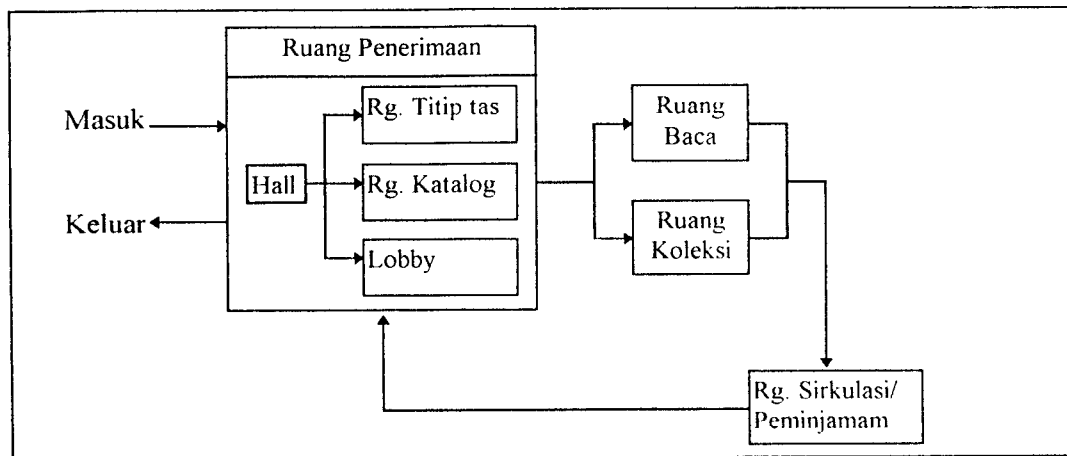 Ruang Penerimaan
Masuk
Keluar
Hall
Rg. Titip tas
Rg. Katalog
Lobby
Ruang
Baca
Ruang
Koleksi
Rg. Sirkulasi/
Peminjamam